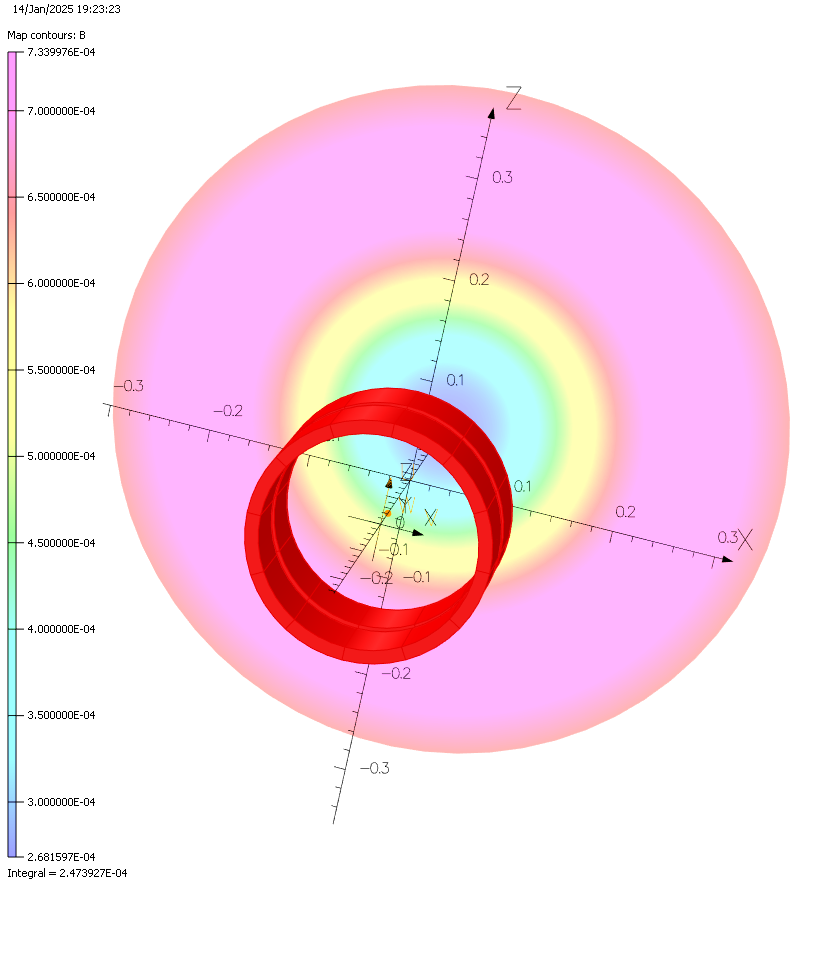 14/Jan/2025 19:23:23
Map contours: B
7.339976E-04
7.000000E-04
6.500000E-04
6.000000E-04
5.500000E-04
5.000000E-04
4.500000E-04
4.000000E-04
3.500000E-04
3.000000E-04
2.681597E-04
Integral = 2.473927E-04
Z
0.3
0.2
0.1
-0.3
-0.2
Z
0.1
0.2
0.3
X
Y
X
0
-0.1
-0.2
-0.1
-0.2
-0.3